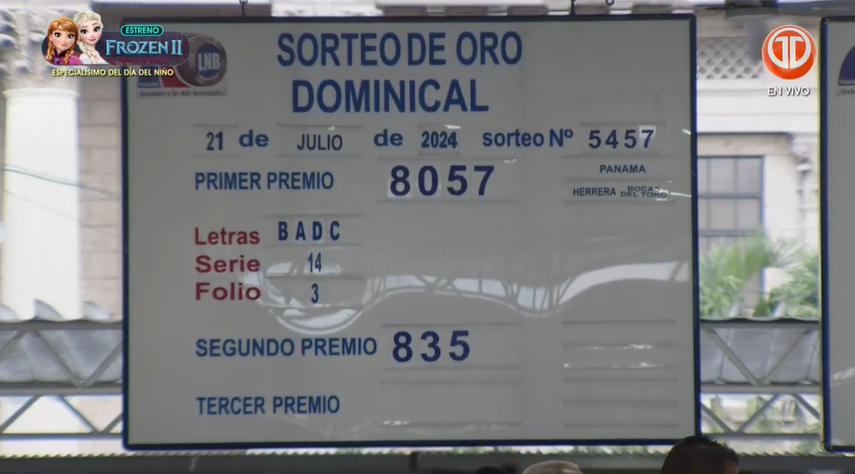 ESTRENO
FROZEN II
ESPECIALÍSIMO DEL DÍA DEL NIÑO
LNB
EN VIVO
SORTEO DE ORO
DOMINICAL
21 de JULIO de 2024 sorteo Nº 5457
PRIMER PREMIO 8057
PANAMA
HERRERA BOCAS DEL TORO
Letras BADC
Serie 14
Folio 3
SEGUNDO PREMIO 835
TERCER PREMIO